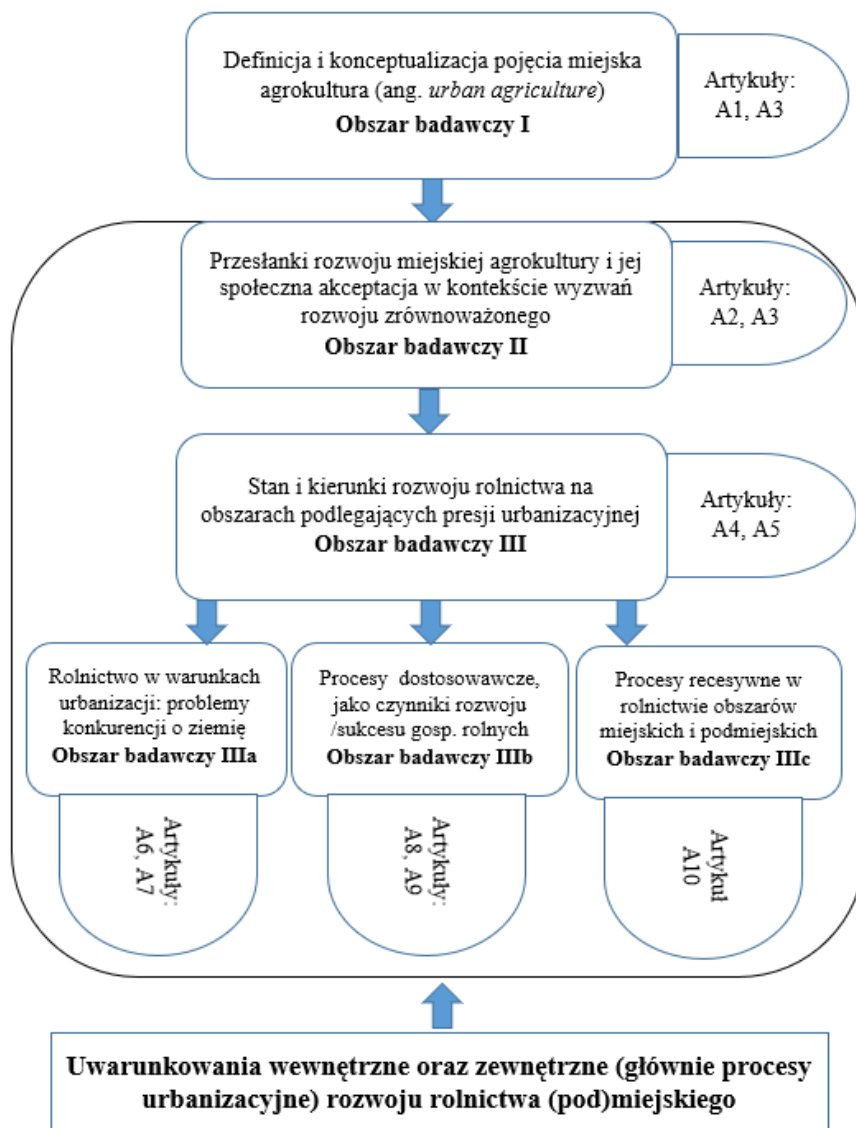 Definicja i konceptualizacja pojęcia miejska
agrokultura (ang. urban agriculture)
Obszar badawczy I
Artykuły:
A1, A3
Przesłanki rozwoju miejskiej agrokultury i jej
społeczna akceptacja w kontekście wyzwań
rozwoju zrównoważonego
Obszar badawczy II
Artykuły:
A2, A3
Stan i kierunki rozwoju rolnictwa na
obszarach podlegających presji urbanizacyjnej
Obszar badawczy III
Artykuły:
A4, A5
Rolnictwo w warunkach
urbanizacji: problemy
konkurencji o ziemię
Obszar badawczy IIIa
Artykuły:
A6, A7
Procesy dostosowawcze,
jako czynniki rozwoju
/sukcesu gosp. rolnych
Obszar badawczy IIIb
Artykuły:
A8, A9
Procesy recesywne w
rolnictwie obszarów
miejskich i podmiejskich
Obszar badawczy IIIc
Artykuł
A10
Uwarunkowania wewnętrzne oraz zewnętrzne (głównie procesy
urbanizacyjne) rozwoju rolnictwa (pod)miejskiego